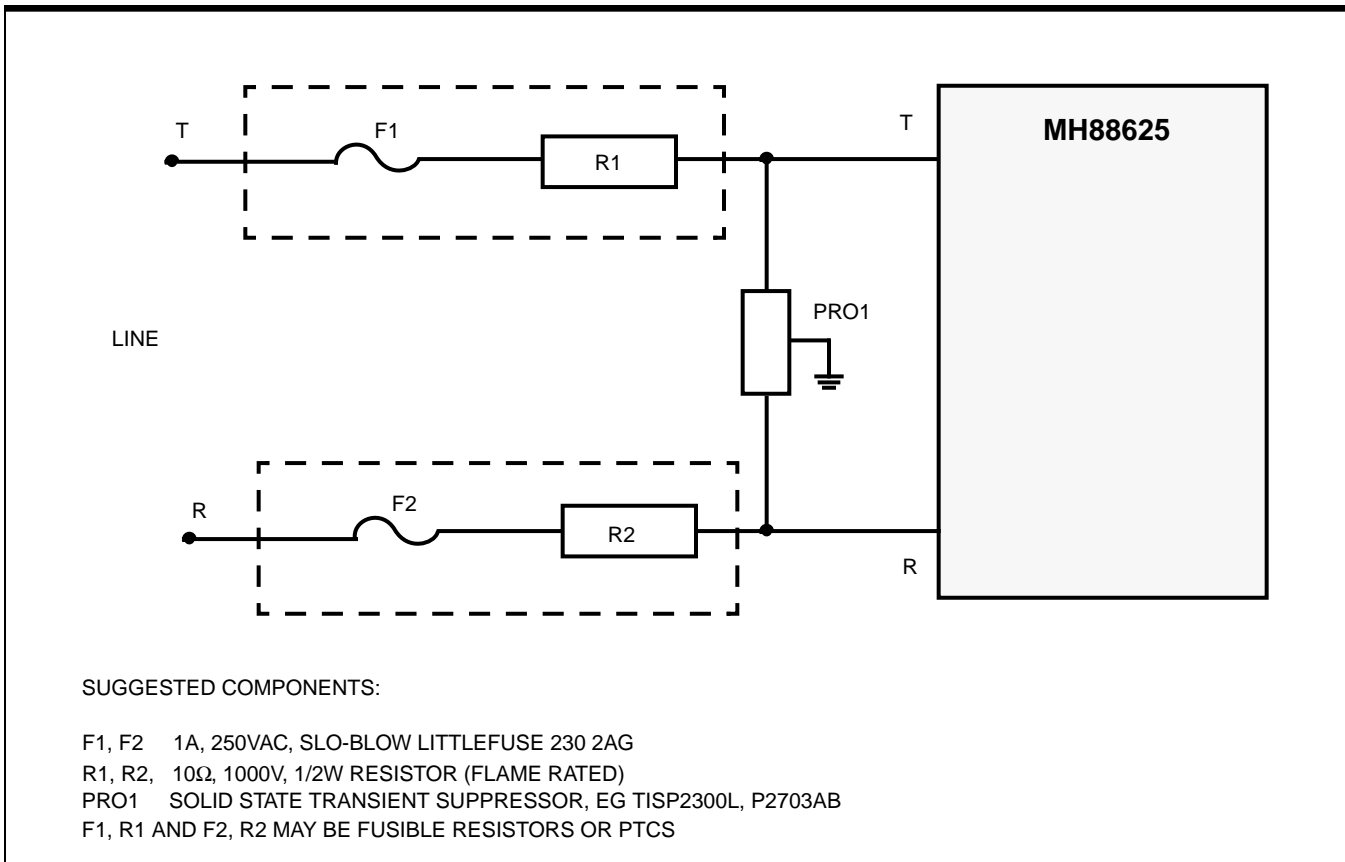 T
F1
R1
T
MH88625
PRO1
LINE
R
F2
R2
R
SUGGESTED COMPONENTS:
F1, F2 1A, 250VAC, SLO-BLOW LITTLEFUSE 230 2AG
R1, R2, 10Ω, 1000V, 1/2W RESISTOR (FLAME RATED)
PRO1 SOLID STATE TRANSIENT SUPPRESSOR, EG TISP2300L, P2703AB
F1, R1 AND F2, R2 MAY BE FUSIBLE RESISTORS OR PTCS